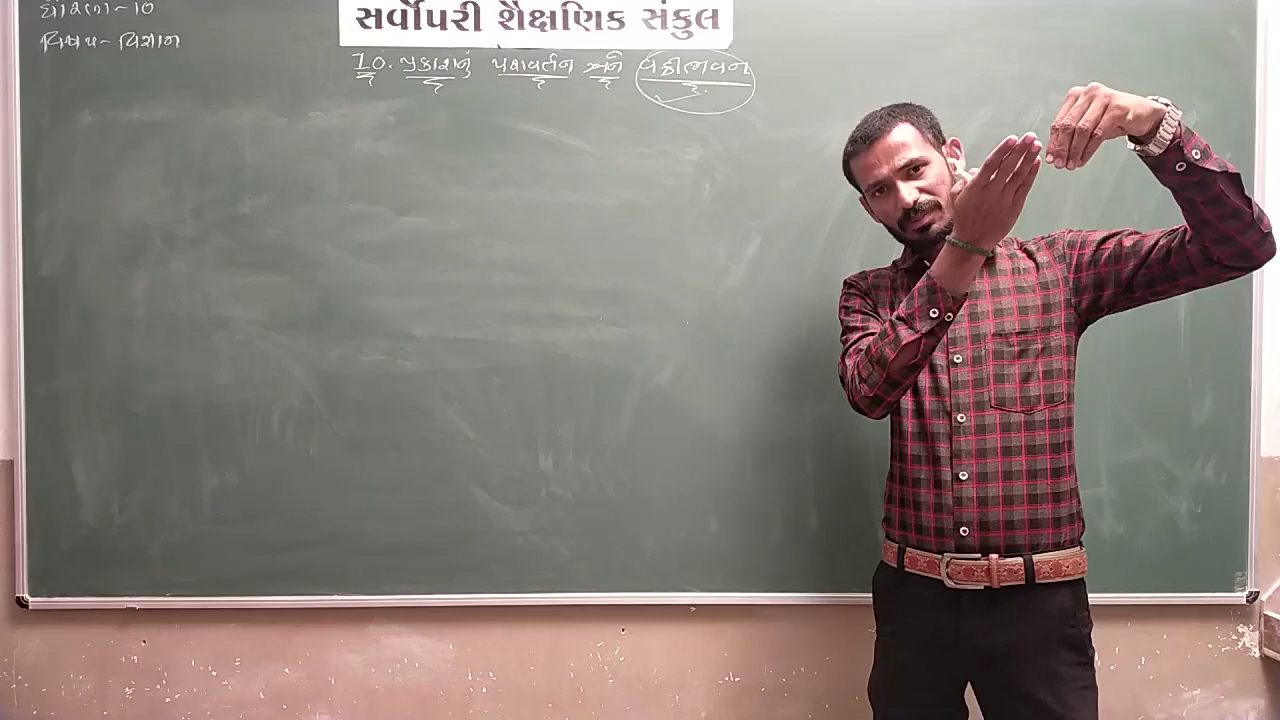 ધોરણ-10
વિષય- વિજ્ઞાન
સર્વોપરી શૈક્ષણિક સંકુલ
10. પ્રકાશનું પરાવર્તન અને વક્રીભવન